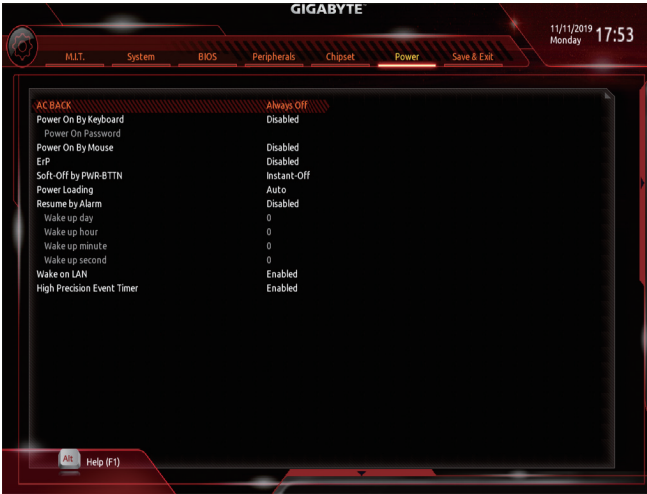 GIGABYTE™
11/11/2019 17:53
Monday
M.I.T. System BIOS Peripherals Chipset Power Save & Exit
AC BACK Always Off
Power On By Keyboard Disabled
Power On Password
Power On By Mouse Disabled
ErP Disabled
Soft-Off by PWR-BTTN Instant-Off
Power Loading Auto
Resume by Alarm Disabled
Wake up day 0
Wake up hour 0
Wake up minute 0
Wake up second 0
Wake on LAN Enabled
High Precision Event Timer Enabled
Alt Help (F1)